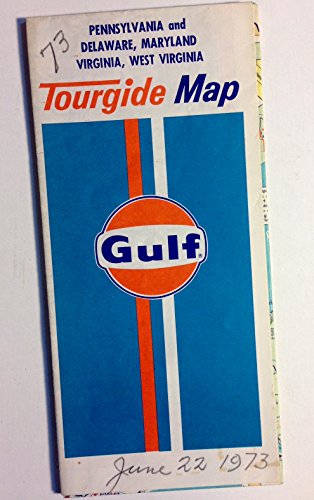 73
PENNSYLVANIA and
DELAWARE, MARYLAND
VIRGINIA, WEST VIRGINIA
Tourgide Map
Gulf®
June 22 1973